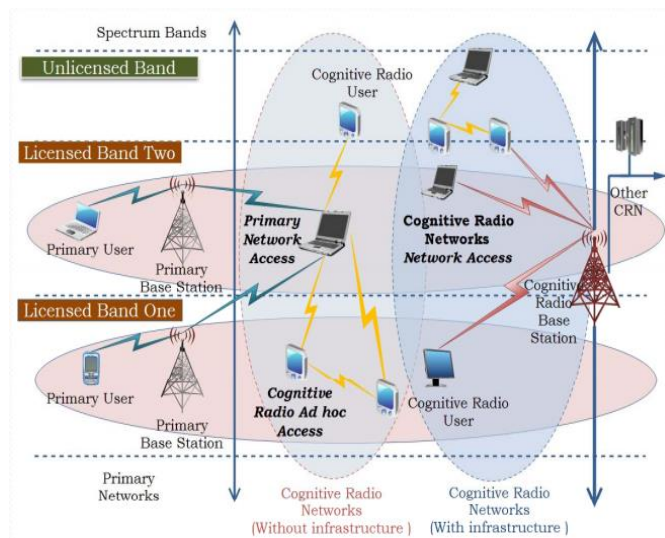 Spectrum Bands
Unlicensed Band
Cognitive Radio
User
Licensed Band Two
Other
CRN
Primary
Network
Access
Cognitive Radio
Networks
Network Access
Primary User
Primary
Base Station
Cognitive
Radio Base
Station
Licensed Band One
Primary User
Primary
Base Station
Cognitive
Radio Ad hoc
Access
Cognitive Radio
User
Primary
Networks
Cognitive Radio
Networks
(Without infrastructure )
Cognitive Radio
Networks
(With infrastructure )